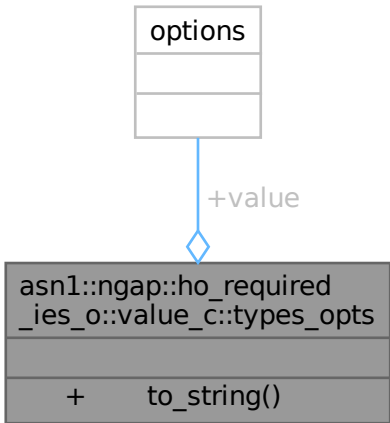 options
+value
asn1::ngap::ho_required
_ies_o::value_c::types_opts
+ to_string()